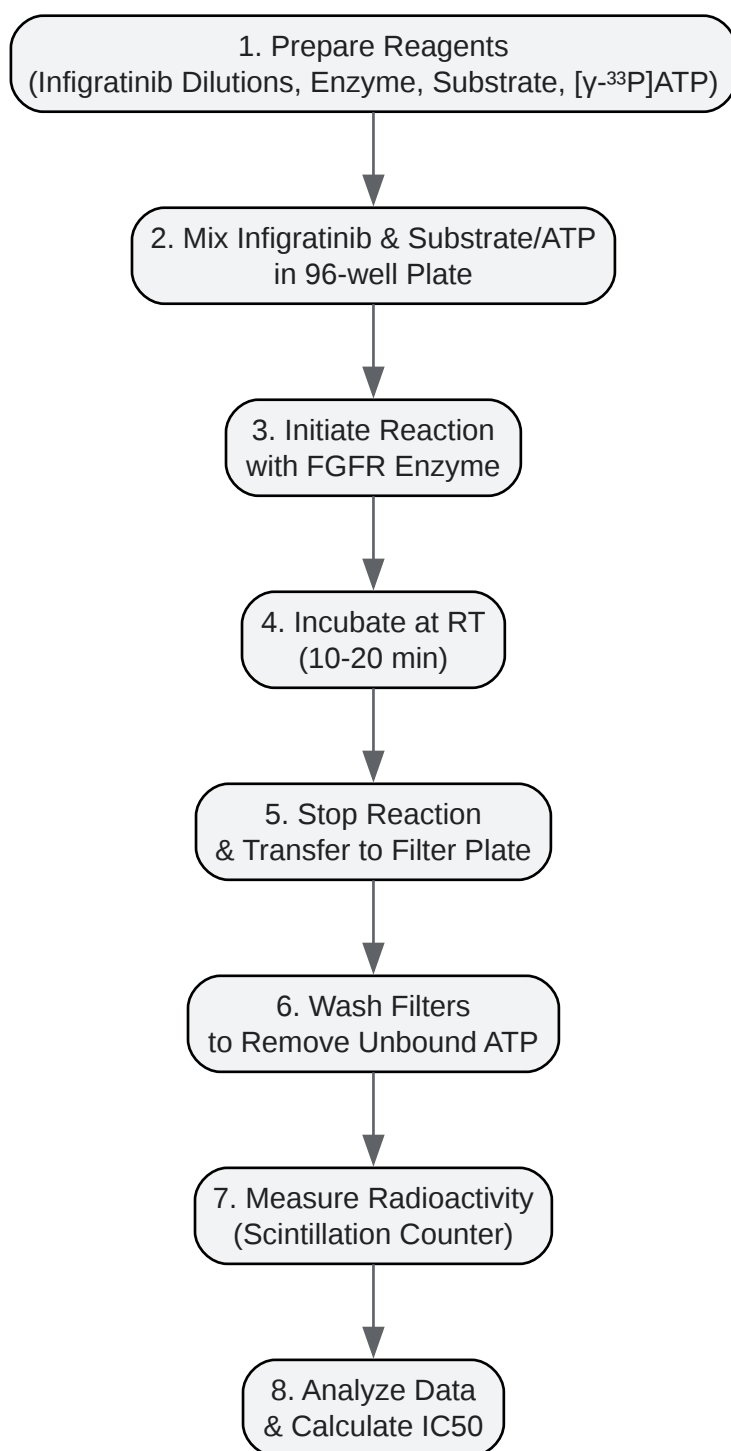 1. Prepare Reagents
(Infigratinib Dilutions, Enzyme, Substrate, [γ-³³P]ATP)
2. Mix Infigratinib & Substrate/ATP
in 96-well Plate
3. Initiate Reaction
with FGFR Enzyme
4. Incubate at RT
(10-20 min)
5. Stop Reaction
& Transfer to Filter Plate
6. Wash Filters
to Remove Unbound ATP
7. Measure Radioactivity
(Scintillation Counter)
8. Analyze Data
& Calculate IC50